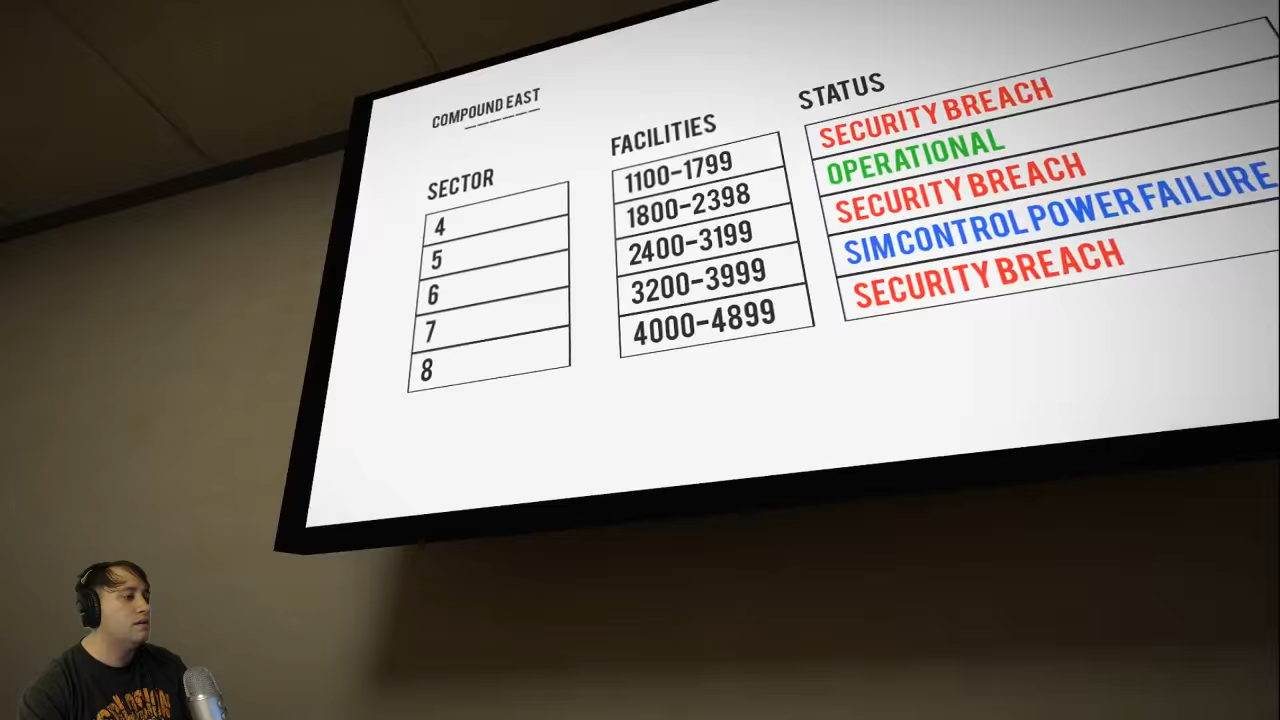 COMPOUND EAST
SECTOR FACILITIES STATUS
4 1100-1799 SECURITY BREACH
5 1800-2398 OPERATIONAL
6 2400-3199 SECURITY BREACH
7 3200-3999 SIMCONTROL POWER FAILURE
8 4000-4899 SECURITY BREACH